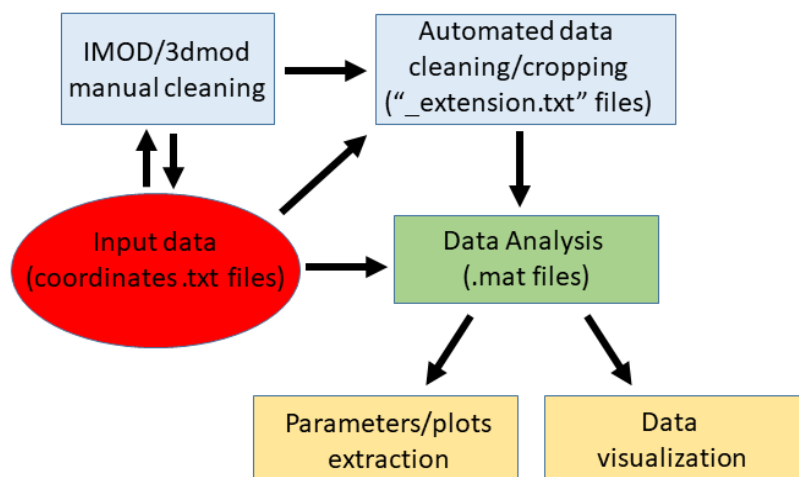 IMOD/3dmod
manual cleaning
Automated data
cleaning/cropping
(“_extension.txt” files)
Input data
(coordinates.txt files)
Data Analysis
(.mat files)
Parameters/plots
extraction
Data
visualization